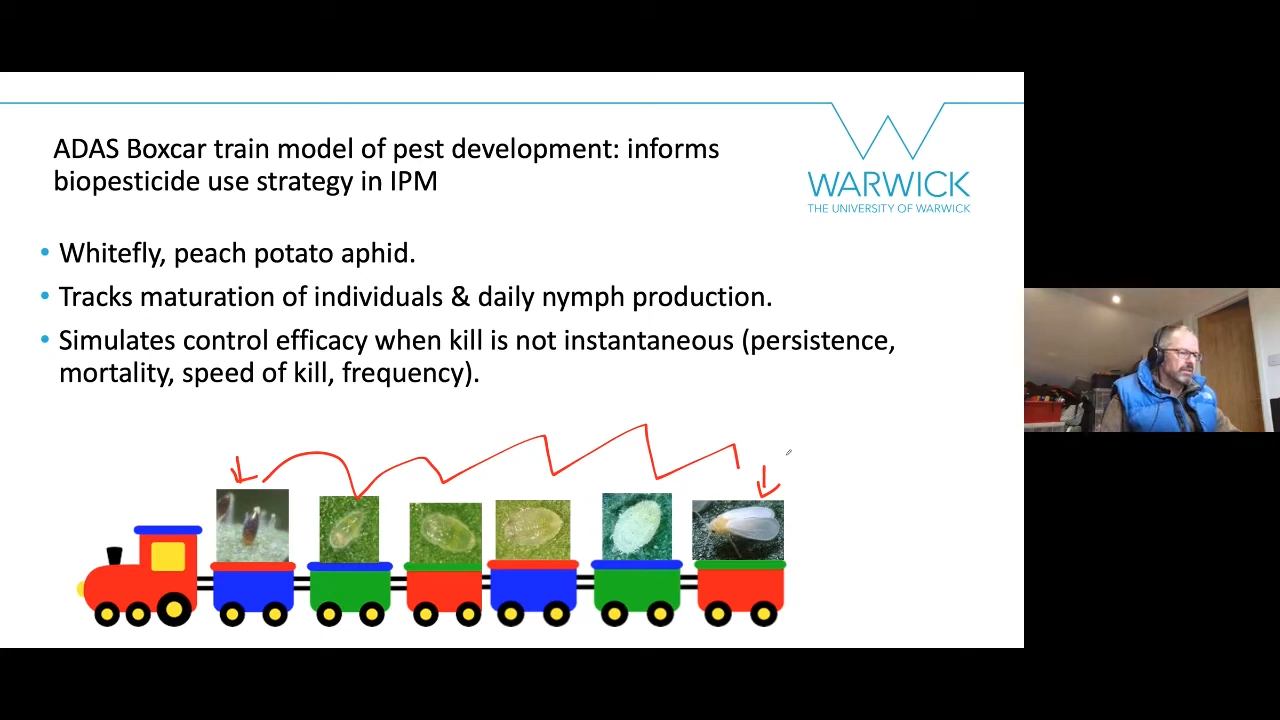 ADAS Boxcar train model of pest development: informs
biopesticide use strategy in IPM
WARWICK
THE UNIVERSITY OF WARWICK
• Whitefly, peach potato aphid.
• Tracks maturation of individuals & daily nymph production.
• Simulates control efficacy when kill is not instantaneous (persistence,
mortality, speed of kill, frequency).